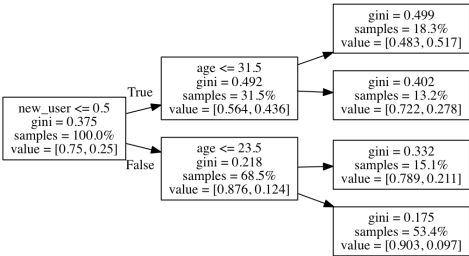 new_user <= 0.5
gini = 0.375
samples = 100.0%
value = [0.75, 0.25]
True
False
age <= 31.5
gini = 0.492
samples = 31.5%
value = [0.564, 0.436]
age <= 23.5
gini = 0.218
samples = 68.5%
value = [0.876, 0.124]
gini = 0.499
samples = 18.3%
value = [0.483, 0.517]
gini = 0.402
samples = 13.2%
value = [0.722, 0.278]
gini = 0.332
samples = 15.1%
value = [0.789, 0.211]
gini = 0.175
samples = 53.4%
value = [0.903, 0.097]